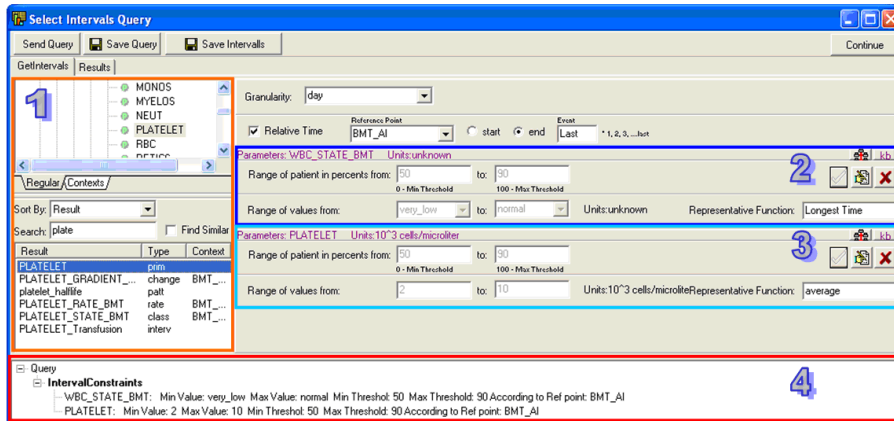 Select Intervals Query
Send Query Save Query Save Intervalls Continue
GetIntervals Results
1
MONOS
MYELOS
NEUT
PLATELET
RBC
RETICS
Regular Contexts
Sort By: Result
Search: plate Find Similar
Result Type Context
PLATELET prim
PLATELET_GRADIENT_... change BMT_...
platelet_halflife patt
PLATELET_RATE_BMT rate BMT_...
PLATELET_STATE_BMT class BMT_...
PLATELET_Transfusion interv
Granularity: day
Reference Point Event
Relative Time BMT_AI start end Last * 1, 2, 3, ...last
Parameters: WBC_STATE_BMT Units:unknown 2 kb
Range of patient in percents from: 50 to: 90
0 - Min Threshold 100 - Max Threshold
Range of values from: very_low to: normal Units:unknown Representative Function: Longest Time
Parameters: PLATELET Units:10^3 cells/microliter 3 kb
Range of patient in percents from: 50 to: 90
0 - Min Threshold 100 - Max Threshold
Range of values from: 2 to: 10 Units:10^3 cells/microlite Representative Function: average
4
Query
IntervalConstraints
WBC_STATE_BMT: Min Value: very_low Max Value: normal Min Threshol: 50 Max Threshold: 90 According to Ref point: BMT_AI
PLATELET: Min Value: 2 Max Value: 10 Min Threshol: 50 Max Threshold: 90 According to Ref point: BMT_AI